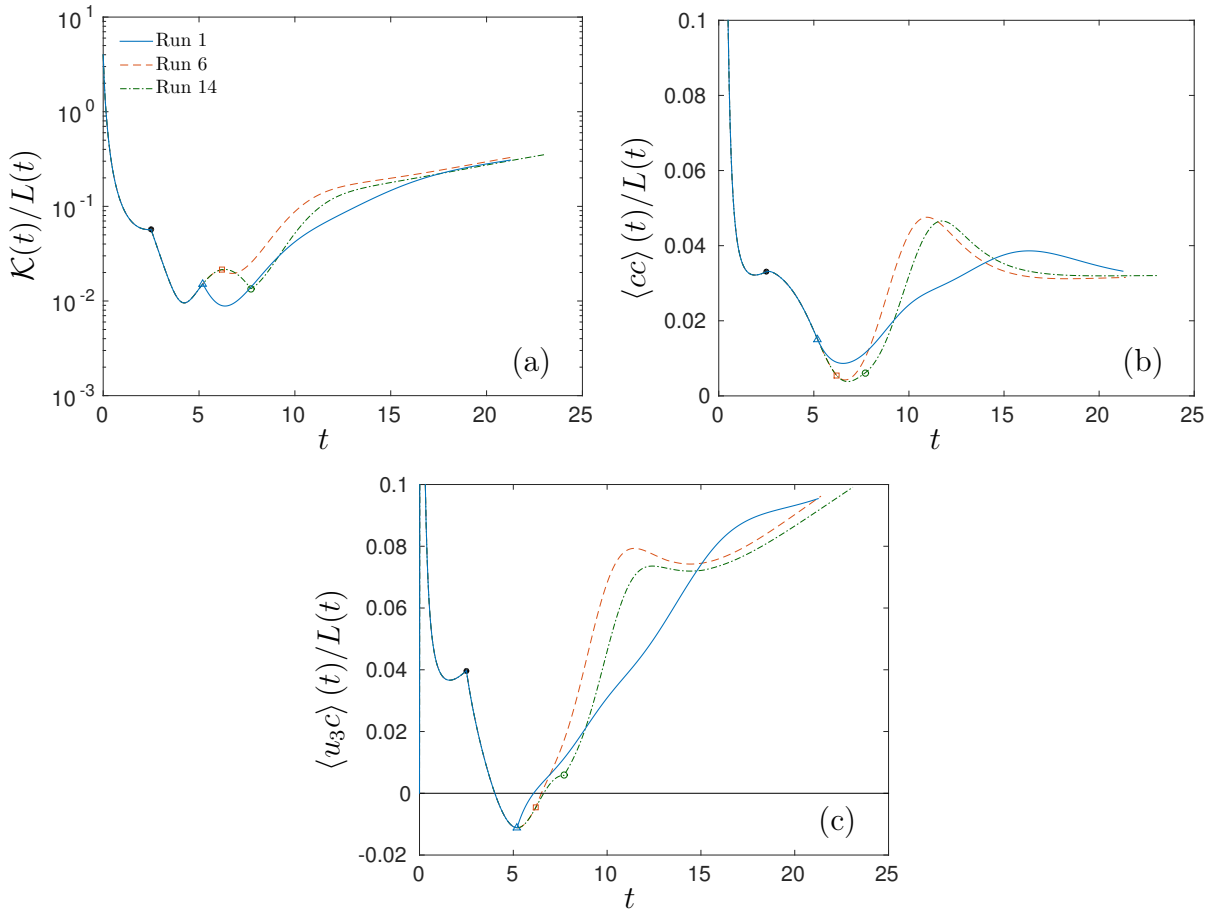 10^1
10^0
10^-1
10^-2
10^-3
0 5 10 15 20 25
t
𝒦(t)/L(t)
Run 1
Run 6
Run 14
(a)
0.1
0.08
0.06
0.04
0.02
0
0 5 10 15 20 25
t
⟨cc⟩(t)/L(t)
(b)
0.1
0.08
0.06
0.04
0.02
0
-0.02
0 5 10 15 20 25
t
⟨u₃c⟩(t)/L(t)
(c)